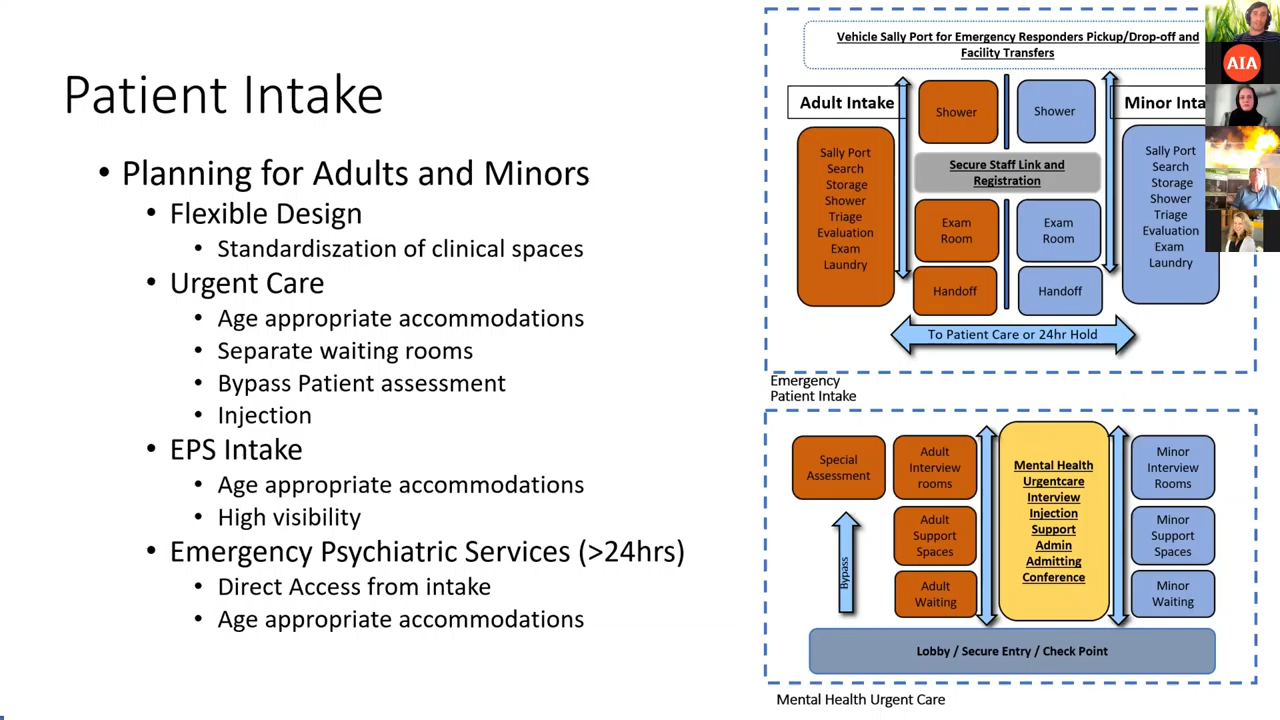 Patient Intake
• Planning for Adults and Minors
• Flexible Design
• Standardiszation of clinical spaces
• Urgent Care
• Age appropriate accommodations
• Separate waiting rooms
• Bypass Patient assessment
• Injection
• EPS Intake
• Age appropriate accommodations
• High visibility
• Emergency Psychiatric Services (>24hrs)
• Direct Access from intake
• Age appropriate accommodations
Vehicle Sally Port for Emergency Responders Pickup/Drop-off and
Facility Transfers
Adult Intake
Sally Port
Search
Storage
Shower
Triage
Evaluation
Exam
Laundry
Shower
Shower
Secure Staff Link and
Registration
Exam
Room
Exam
Room
Handoff
Handoff
Minor Inta
Sally Port
Search
Storage
Shower
Triage
Evaluation
Exam
Laundry
To Patient Care or 24hr Hold
Emergency
Patient Intake
Special
Assessment
Bypass
Adult
Interview
rooms
Adult
Support
Spaces
Adult
Waiting
Mental Health
Urgentcare
Interview
Injection
Support
Admin
Admitting
Conference
Minor
Interview
Rooms
Minor
Support
Spaces
Minor
Waiting
Lobby / Secure Entry / Check Point
Mental Health Urgent Care
AIA